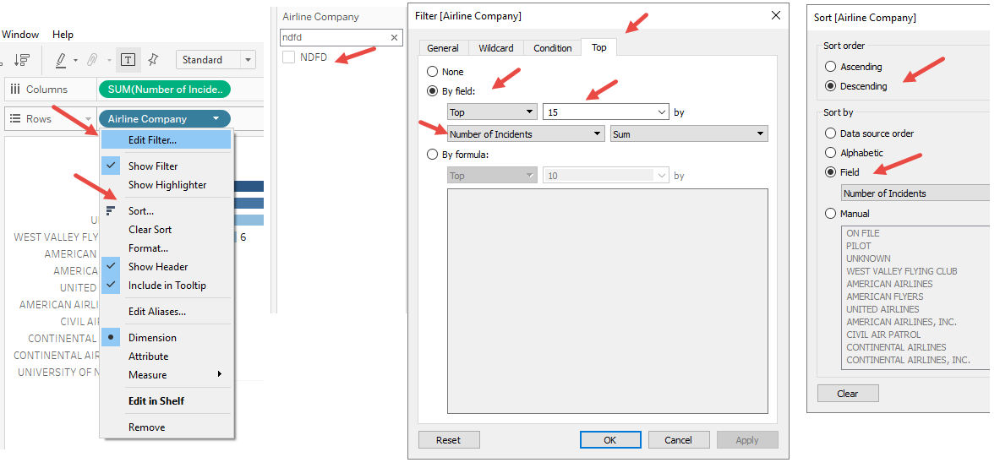 Window Help
Standard
Columns
SUM(Number of Incide..
Rows
Airline Company
Edit Filter...
Show Filter
Show Highlighter
Sort...
Clear Sort
Format...
Show Header
Include in Tooltip
Edit Aliases...
Dimension
Attribute
Measure
Edit in Shelf
Remove
U
WEST VALLEY FLY
6
AMERICAN
AMERICA
UNITED
AMERICAN AIRLI
CIVIL AI
CONTINENTAL
CONTINENTAL AIR
UNIVERSITY OF N
Airline Company
ndfd
NDFD
Filter [Airline Company]
General Wildcard Condition Top
None
By field:
Top 15 by
Number of Incidents Sum
By formula:
Top 10 by
Reset OK Cancel Apply
Sort [Airline Company]
Sort order
Ascending
Descending
Sort by
Data source order
Alphabetic
Field
Number of Incidents
Manual
ON FILE
PILOT
UNKNOWN
WEST VALLEY FLYING CLUB
AMERICAN AIRLINES
AMERICAN FLYERS
UNITED AIRLINES
AMERICAN AIRLINES, INC.
CIVIL AIR PATROL
CONTINENTAL AIRLINES
CONTINENTAL AIRLINES, INC.
Clear